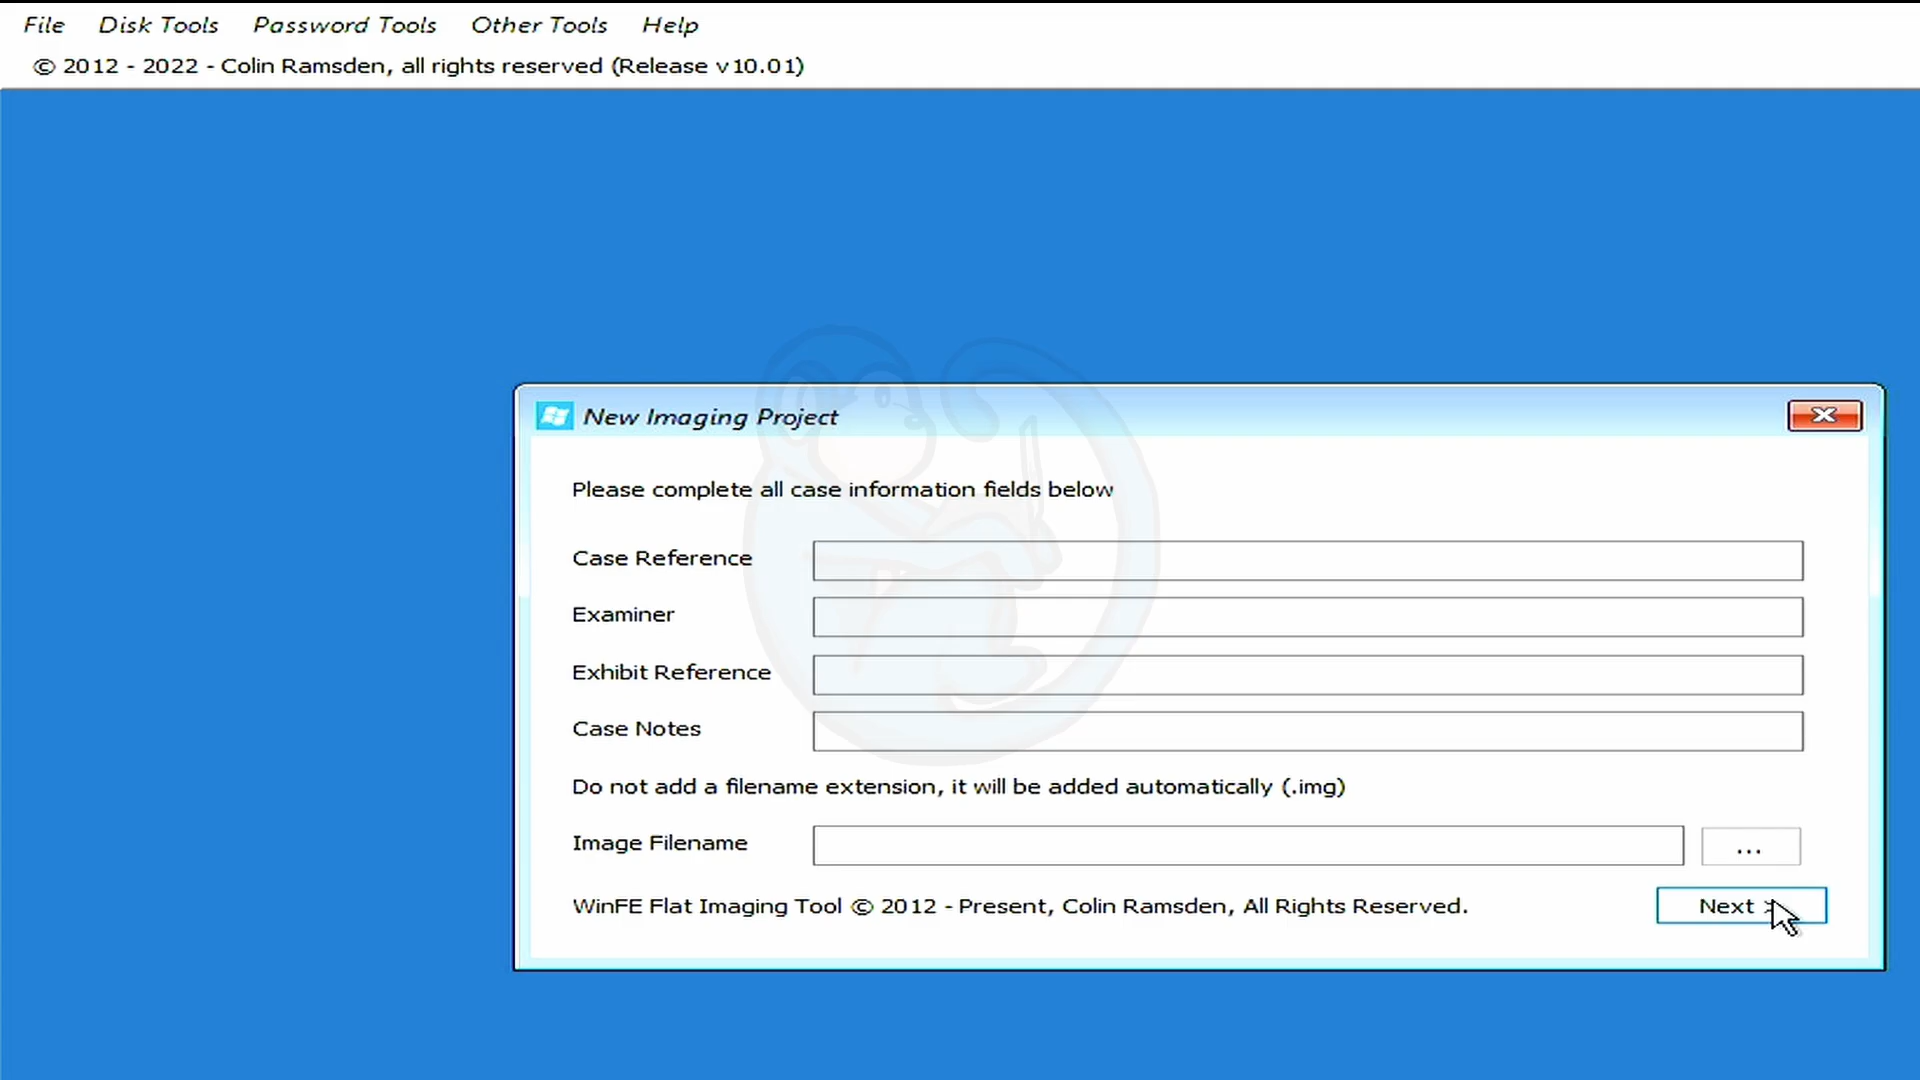 File Disk Tools Password Tools Other Tools Help
© 2012 - 2022 - Colin Ramsden, all rights reserved (Release v10.01)
New Imaging Project
Please complete all case information fields below
Case Reference
Examiner
Exhibit Reference
Case Notes
Do not add a filename extension, it will be added automatically (.img)
Image Filename ...
WinFE Flat Imaging Tool © 2012 - Present, Colin Ramsden, All Rights Reserved. Next >